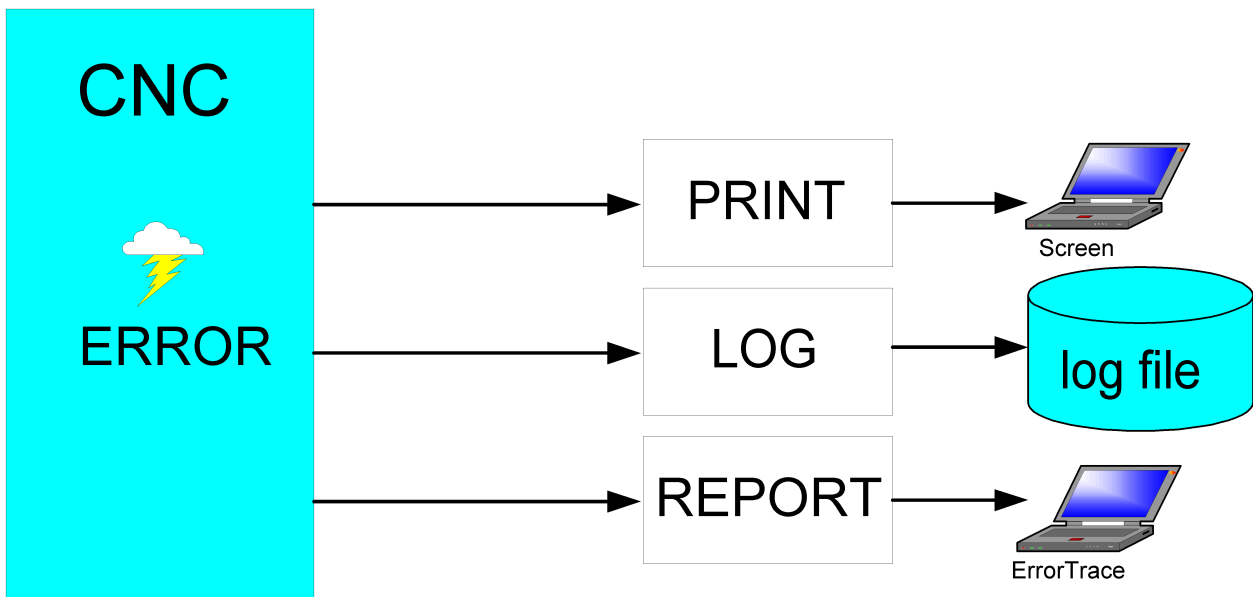 CNC
ERROR
PRINT
Screen
LOG
log file
REPORT
ErrorTrace